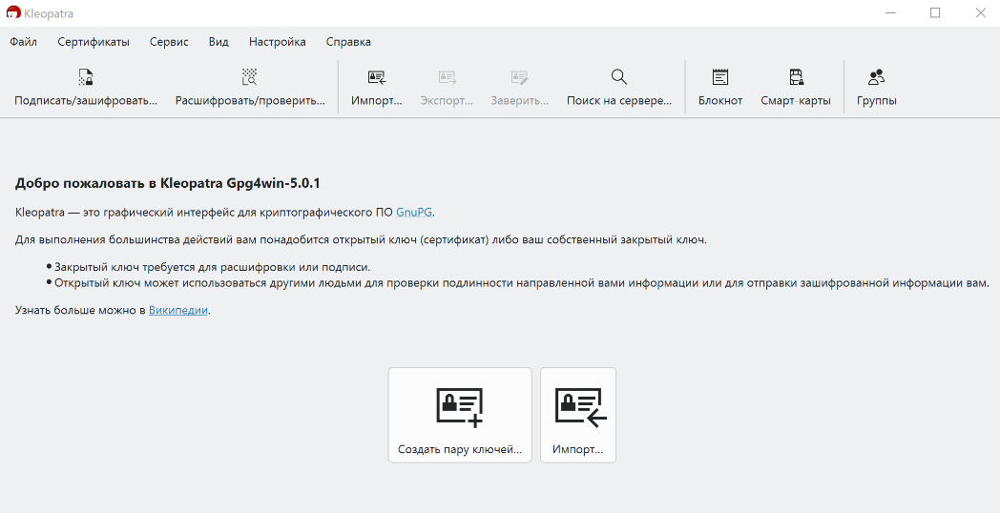 Kleopatra
Файл Сертификаты Сервис Вид Настройка Справка
Подписать/зашифровать... Расшифровать/проверить... Импорт... Экспорт... Заверить... Поиск на сервере... Блокнот Смарт-карты Группы
Добро пожаловать в Kleopatra Gpg4win-5.0.1
Kleopatra — это графический интерфейс для криптографического ПО GnuPG.
Для выполнения большинства действий вам понадобится открытый ключ (сертификат) либо ваш собственный закрытый ключ.
• Закрытый ключ требуется для расшифровки или подписи.
• Открытый ключ может использоваться другими людьми для проверки подлинности направленной вами информации или для отправки зашифрованной информации вам.
Узнать больше можно в Википедии.
Создать пару ключей... Импорт...